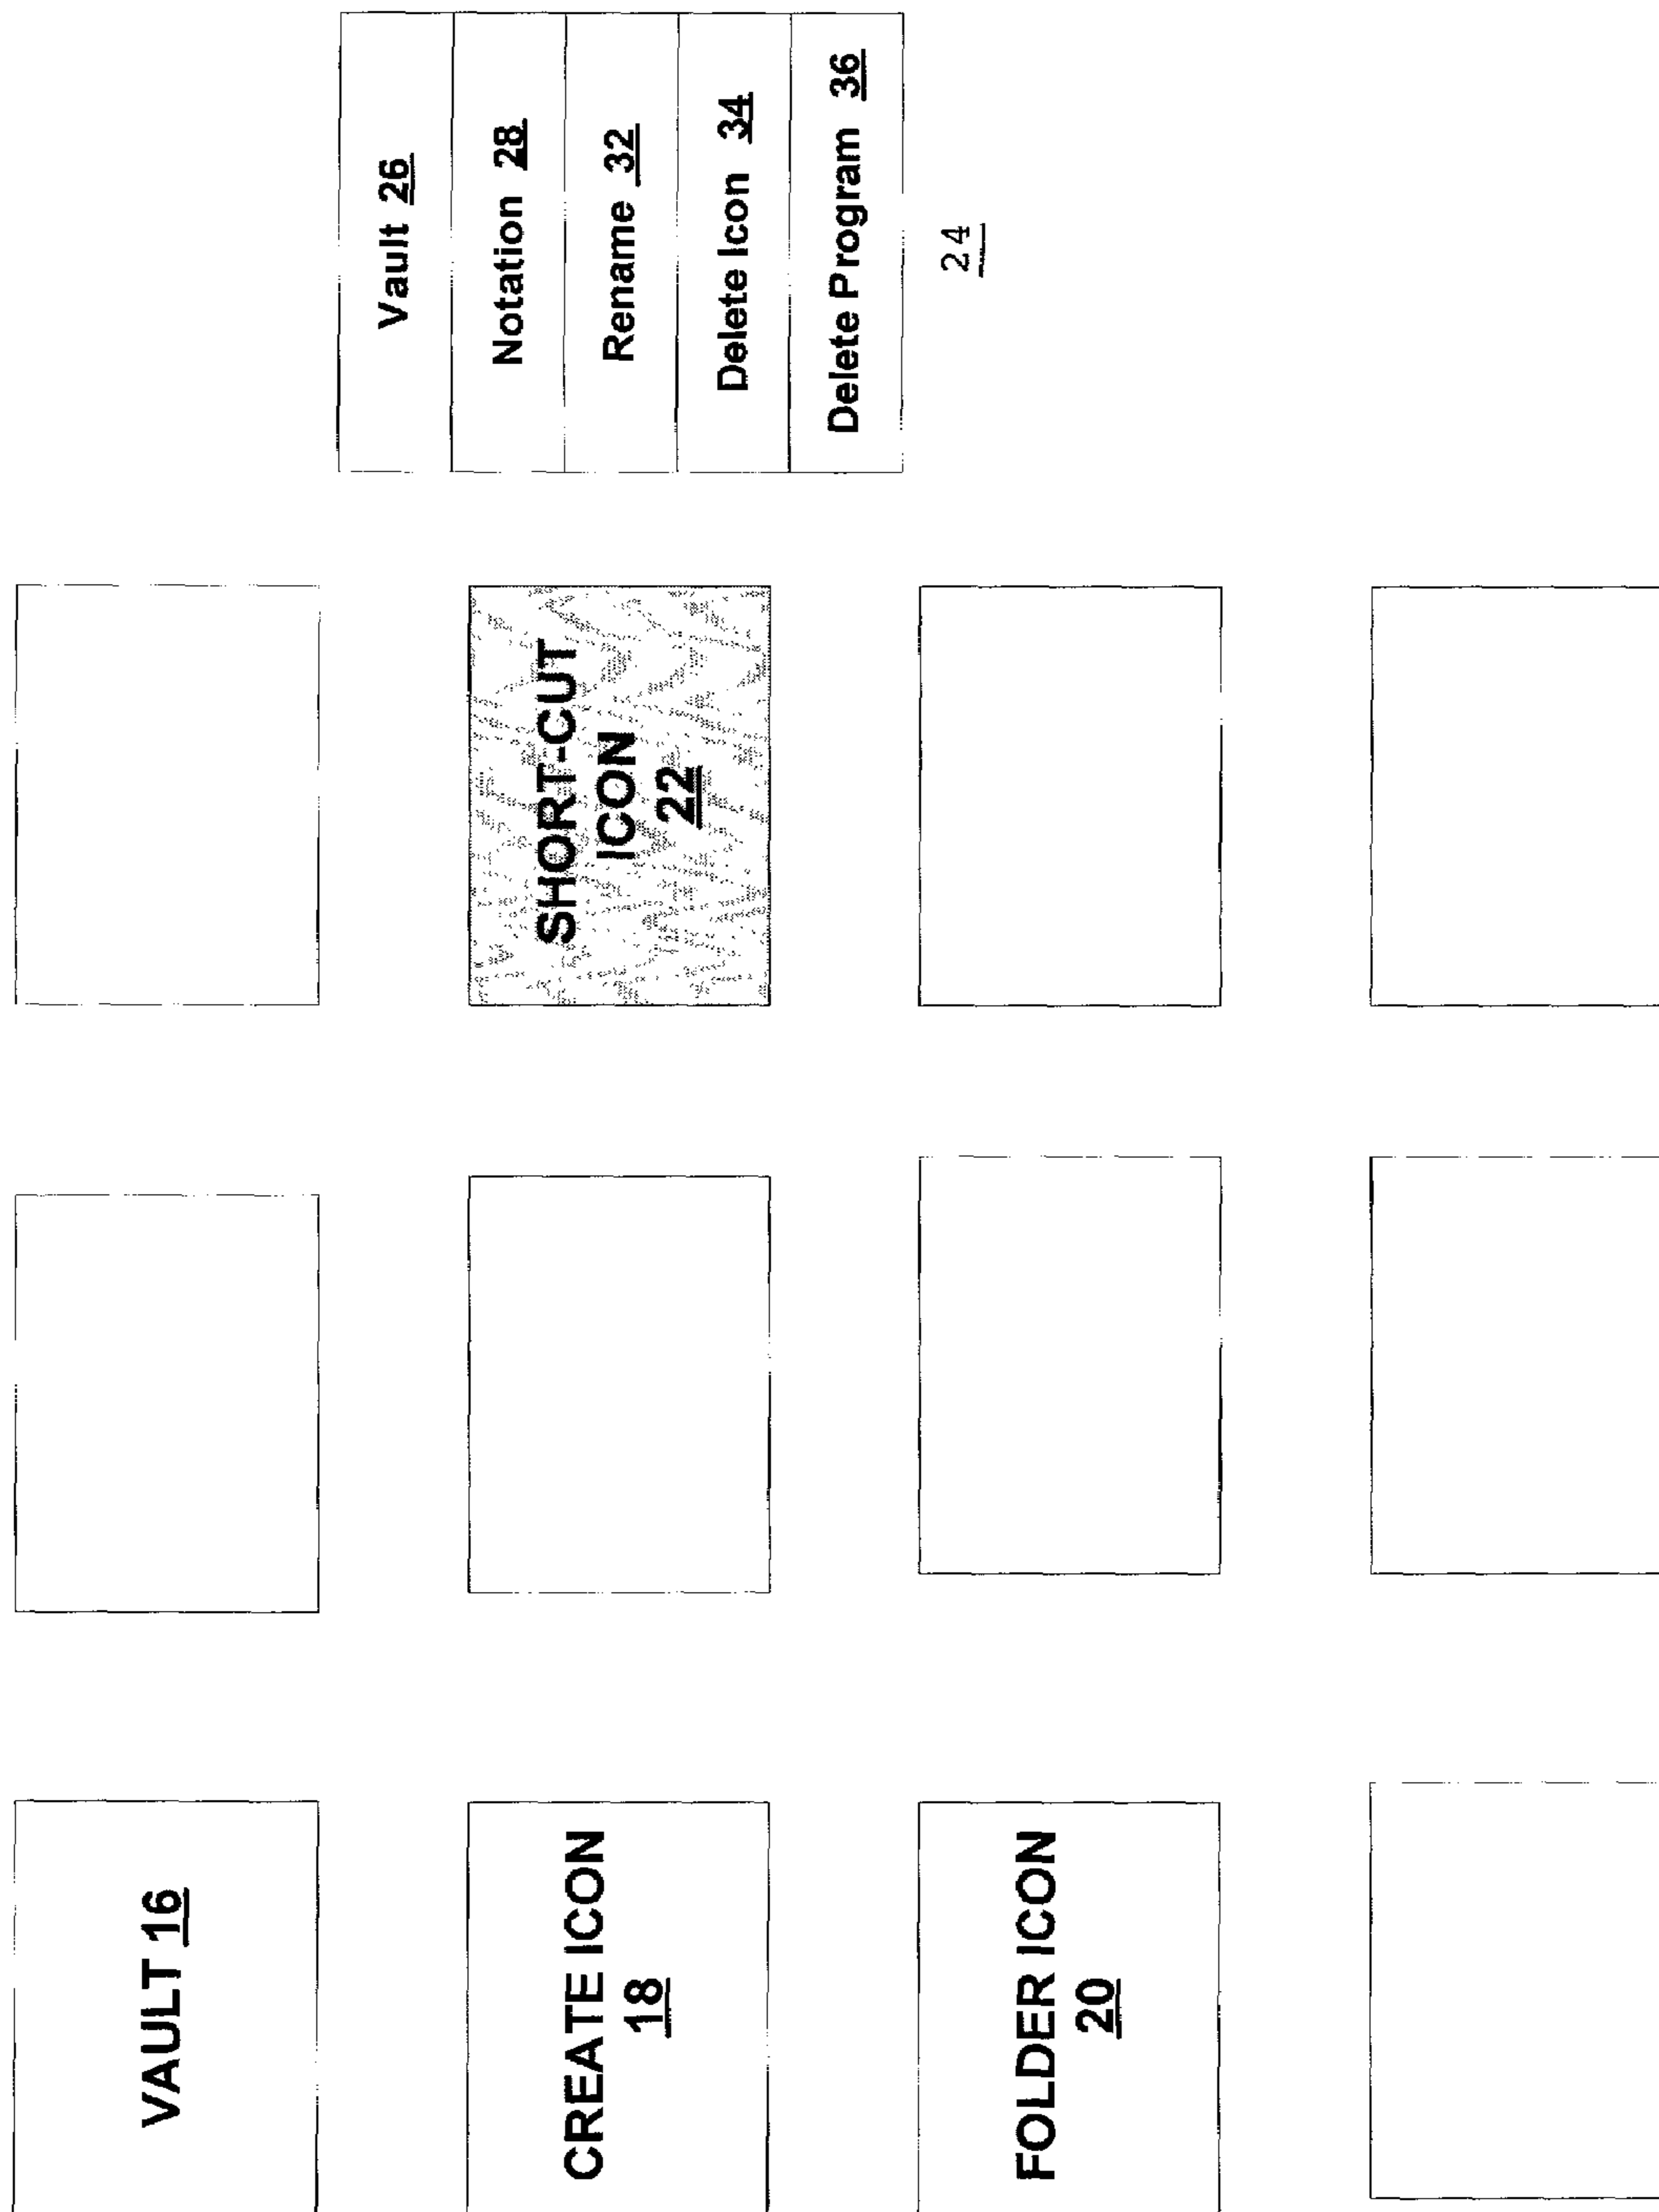 VAULT 16
CREATE ICON
18
FOLDER ICON
20
SHORT-CUT
ICON
22
Vault 26
Notation 28
Rename 32
Delete Icon 34
Delete Program 36
24